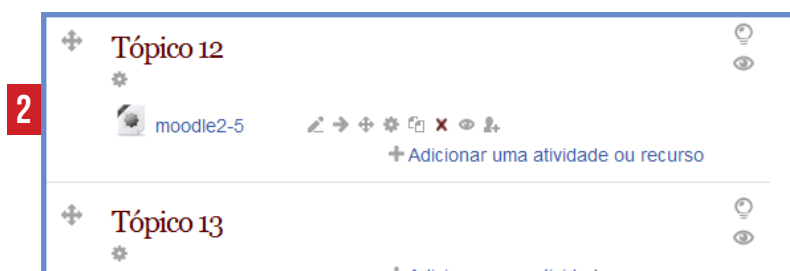 Tópico 12
2
moodle2-5
Adicionar uma atividade ou recurso
Tópico 13